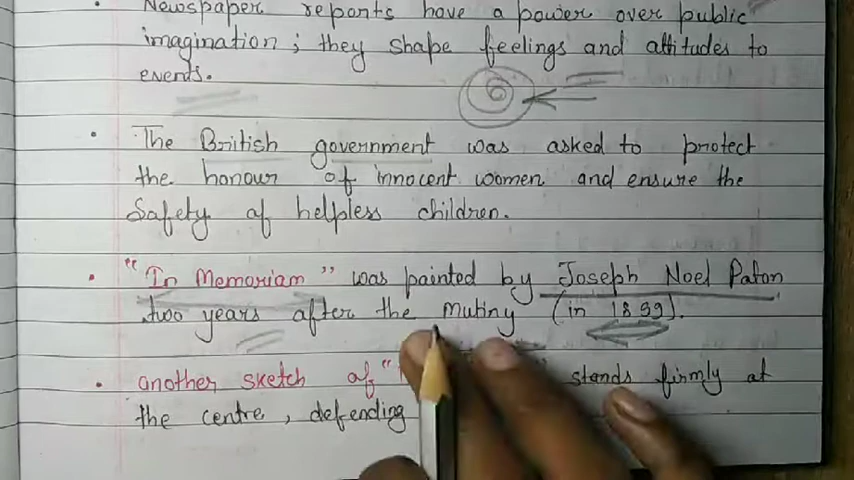 Newspaper reports have a power over public
imagination; they shape feelings and attitudes to
events.
The British government was asked to protect
the honour of innocent women and ensure the
Safety of helpless children.
"In Memoriam" was painted by Joseph Noel Paton
two years after the mutiny (in 1859).
another sketch of " stands firmly at
the centre, defending